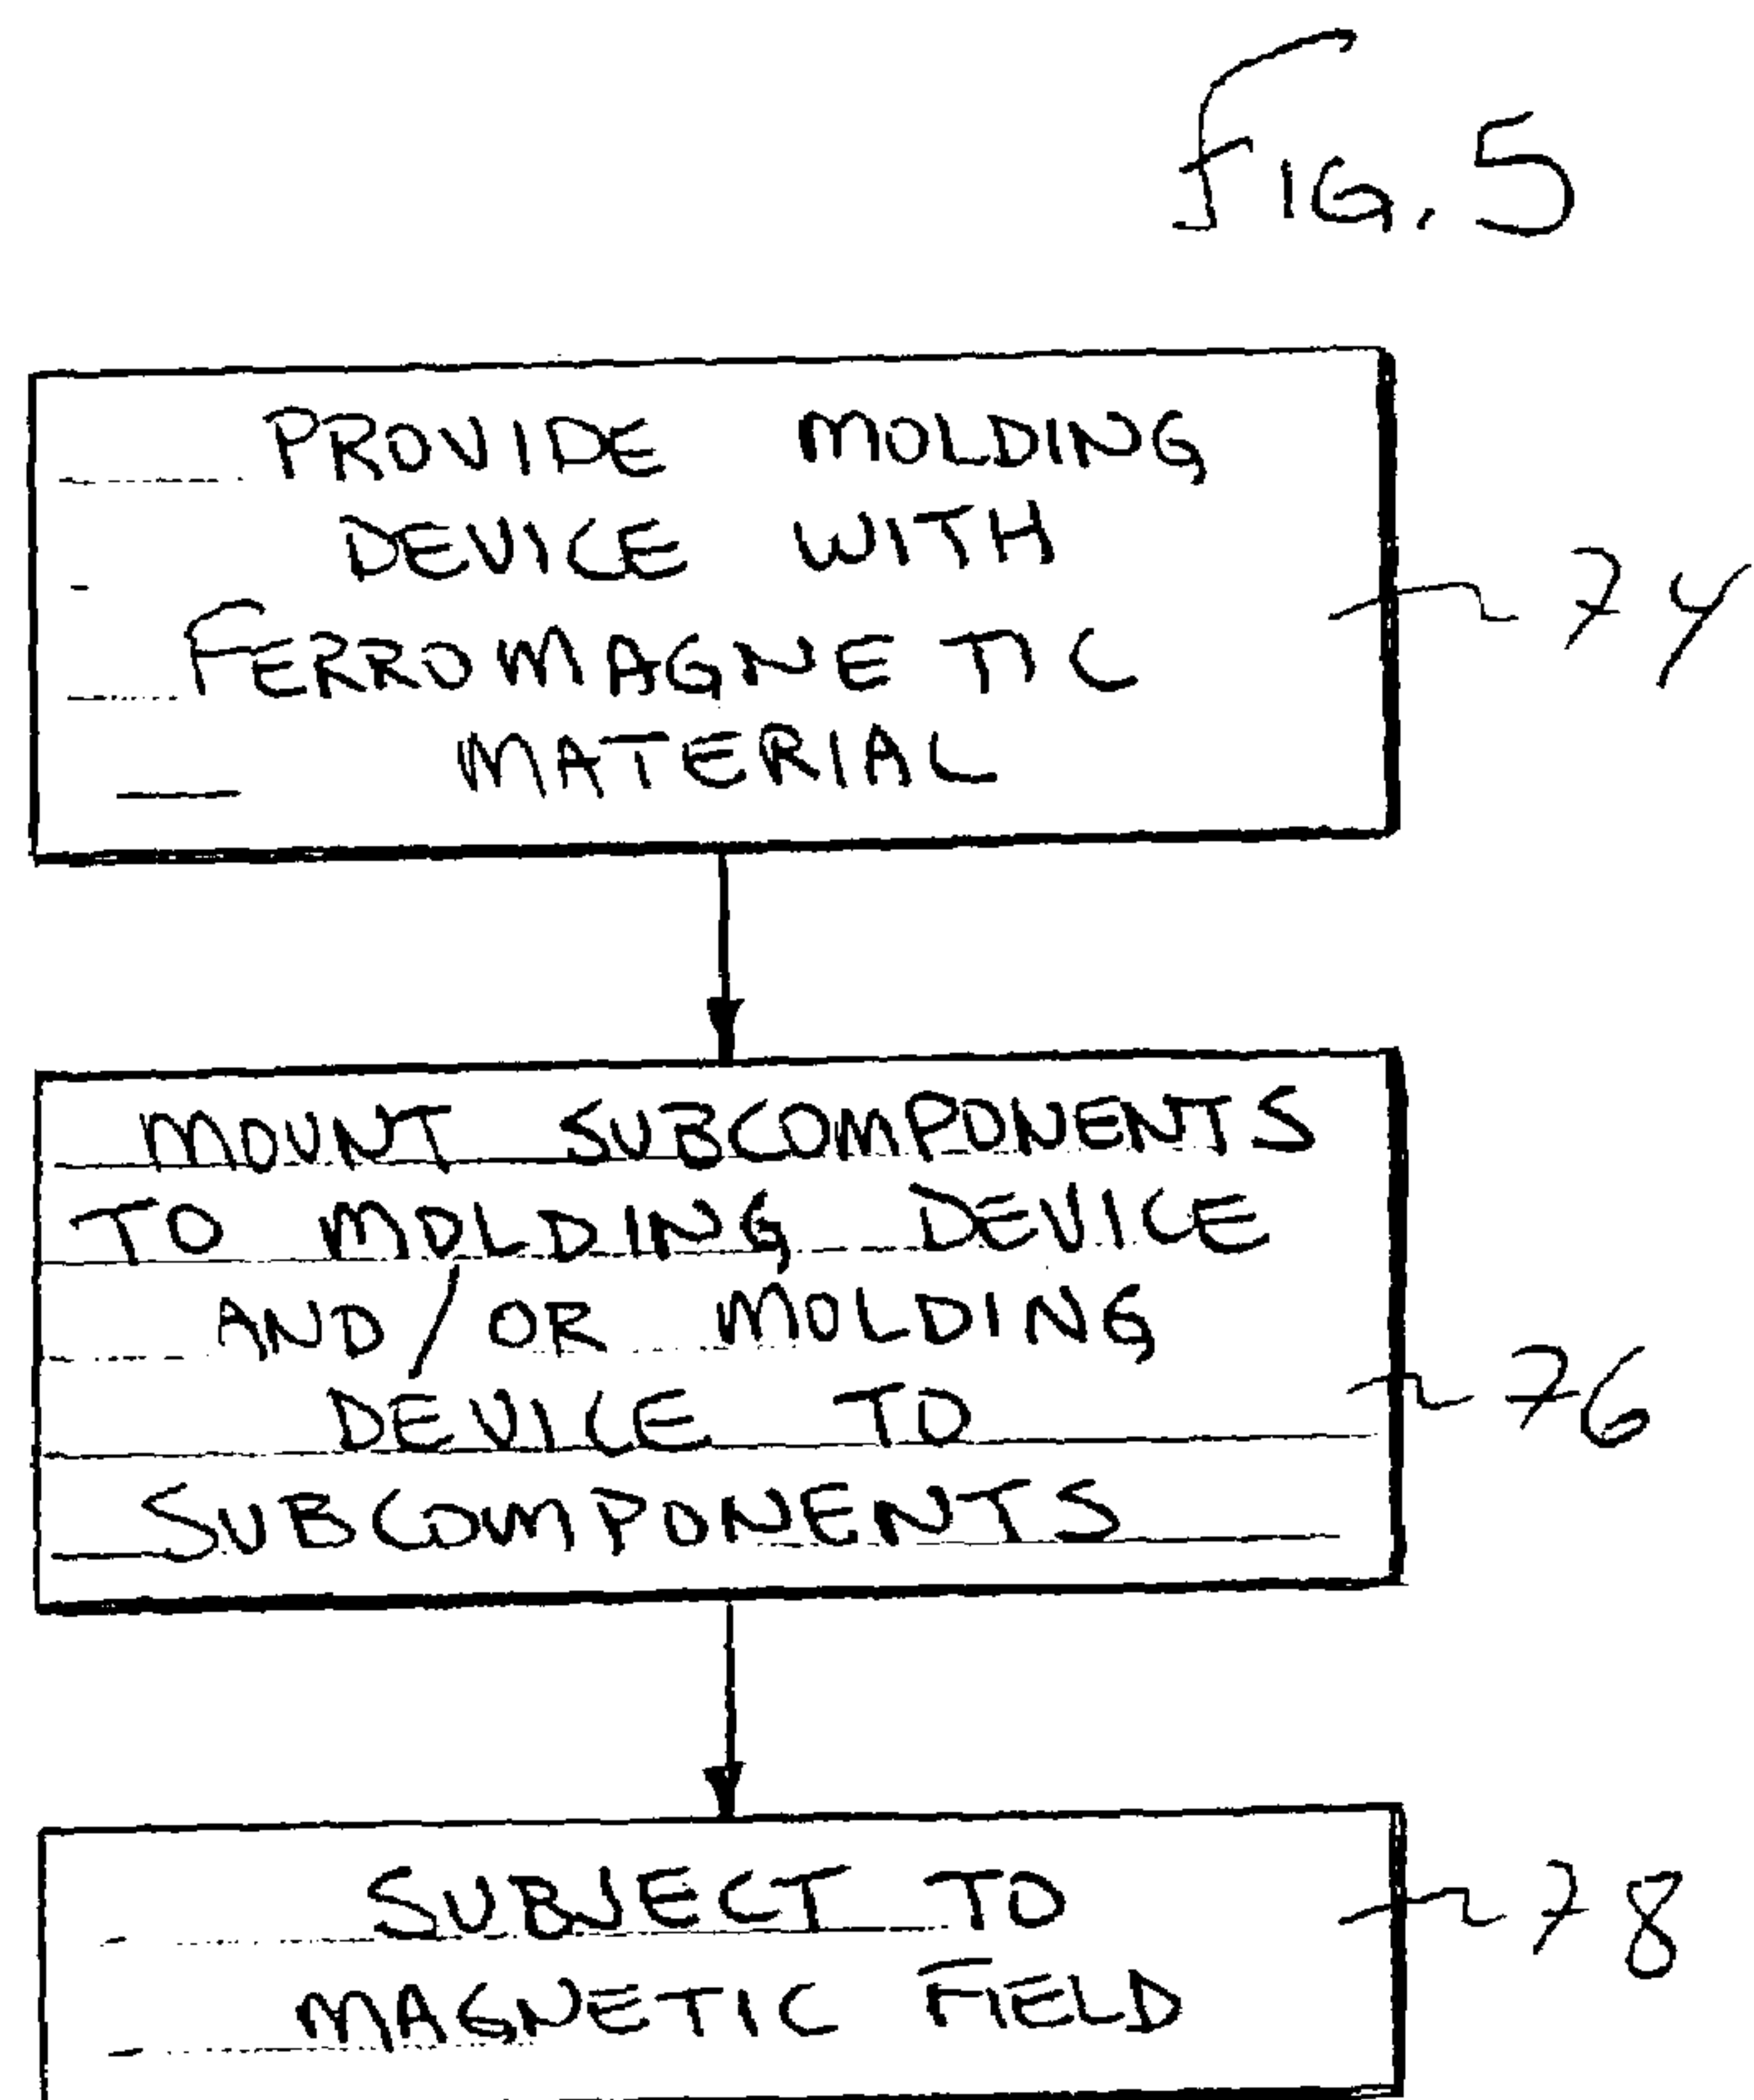 FIG. 5
PROVIDE MOLDING
DEVICE WITH
FERROMAGNETIC
MATERIAL
74
MOUNT SUBCOMPONENTS
TO MOLDING DEVICE
AND/OR MOLDING
DEVICE TO
SUBCOMPONENTS
76
SUBJECT TO
MAGNETIC FIELD
78